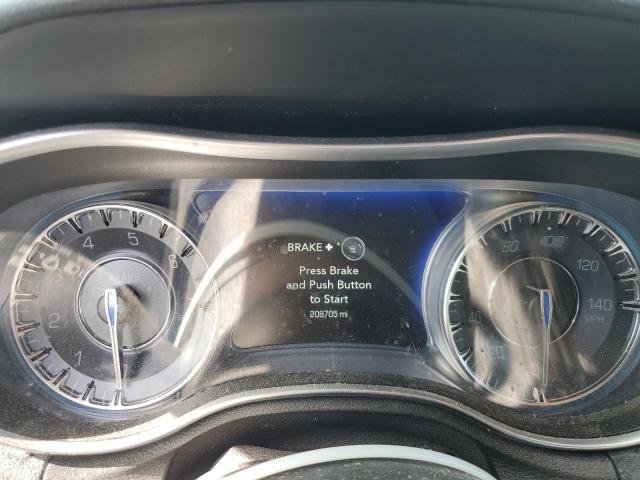 BRAKE +
Press Brake
and Push Button
to Start
208705 mi
1
2
4
5
6
BRAKE
20
40
80
100
120
140
MPH